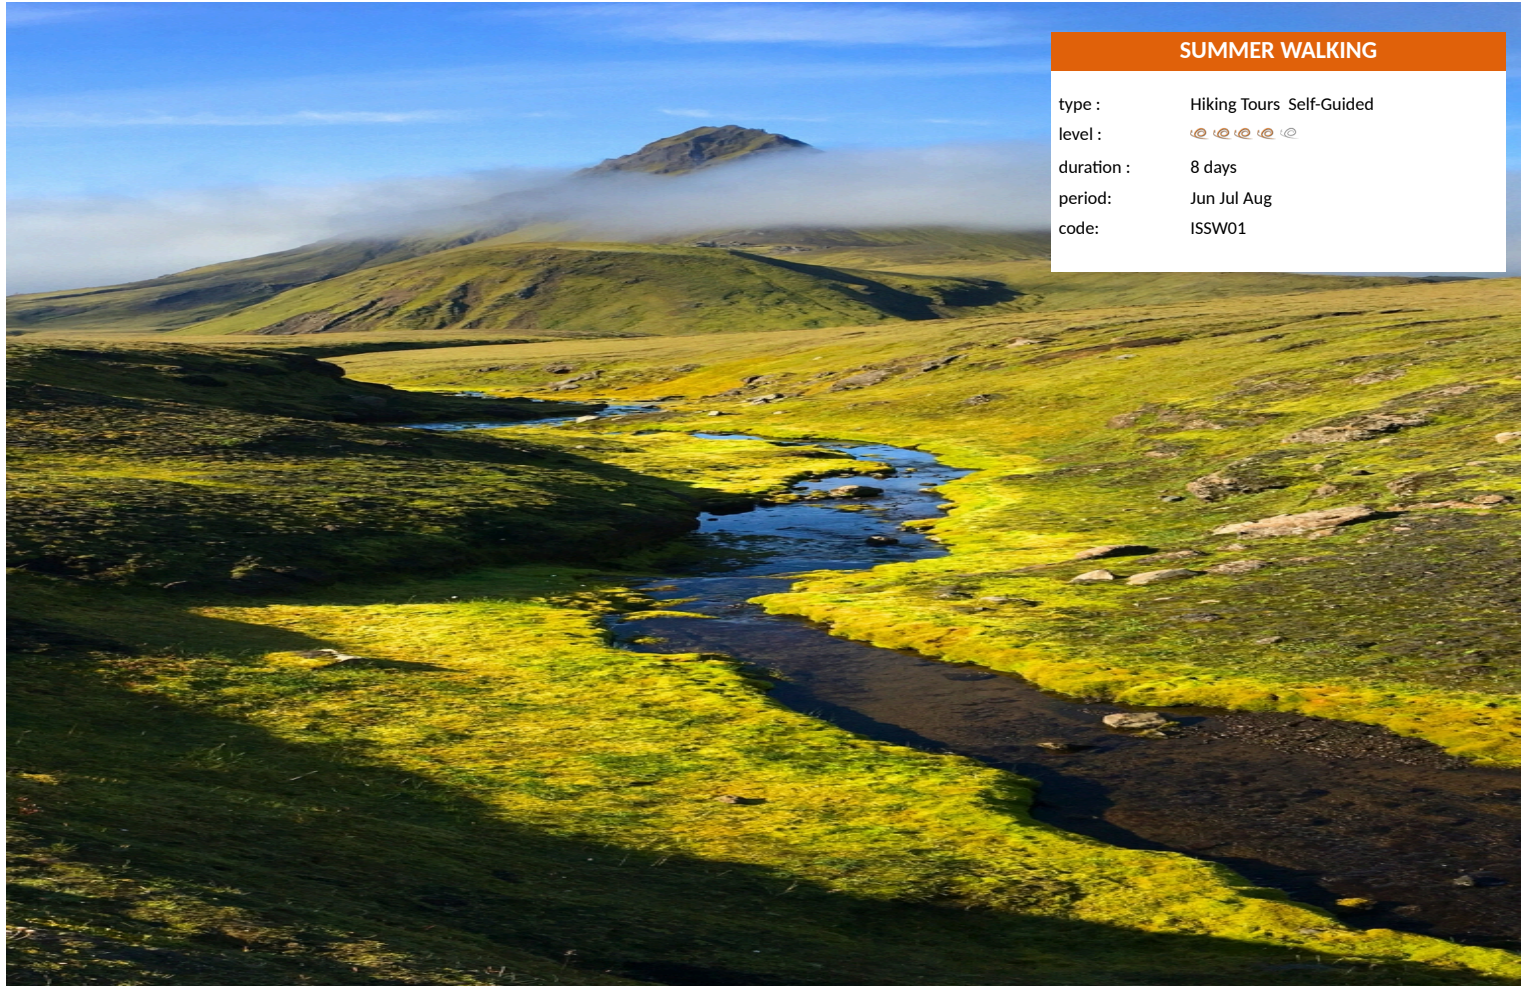 SUMMER WALKING
type : Hiking Tours Self-Guided
level :
duration : 8 days
period: Jun Jul Aug
code: ISSW01